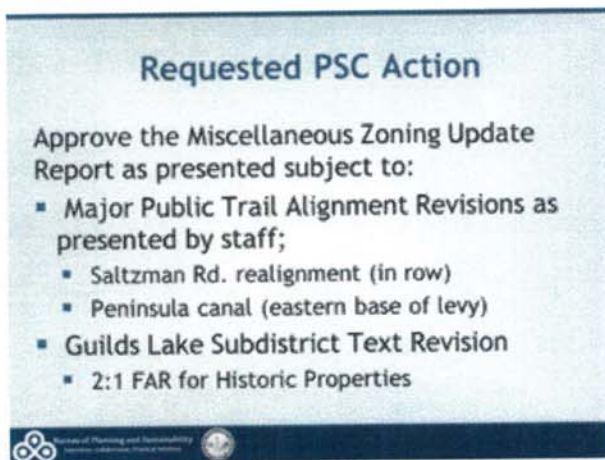 Requested PSC Action
Approve the Miscellaneous Zoning Update
Report as presented subject to:
▪ Major Public Trail Alignment Revisions as
presented by staff;
▪ Saltzman Rd. realignment (in row)
▪ Peninsula canal (eastern base of levy)
▪ Guilds Lake Subdistrict Text Revision
▪ 2:1 FAR for Historic Properties
Bureau of Planning and Sustainability